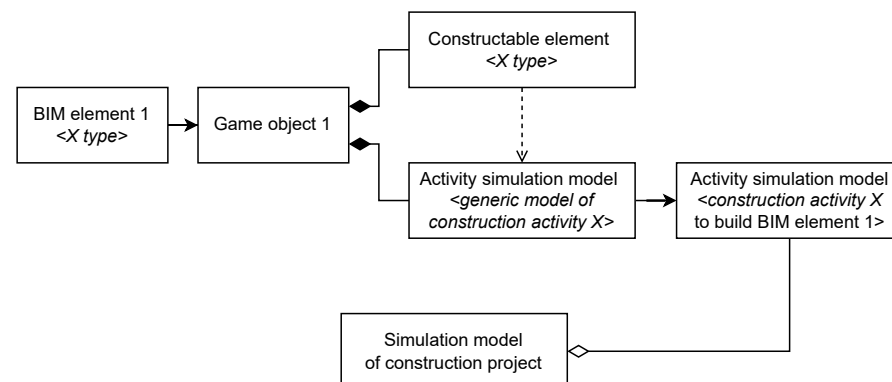 Constructable element
<X type>
BIM element 1
<X type>
Game object 1
Activity simulation model
<generic model of
construction activity X>
Activity simulation model
<construction activity X
to build BIM element 1>
Simulation model
of construction project